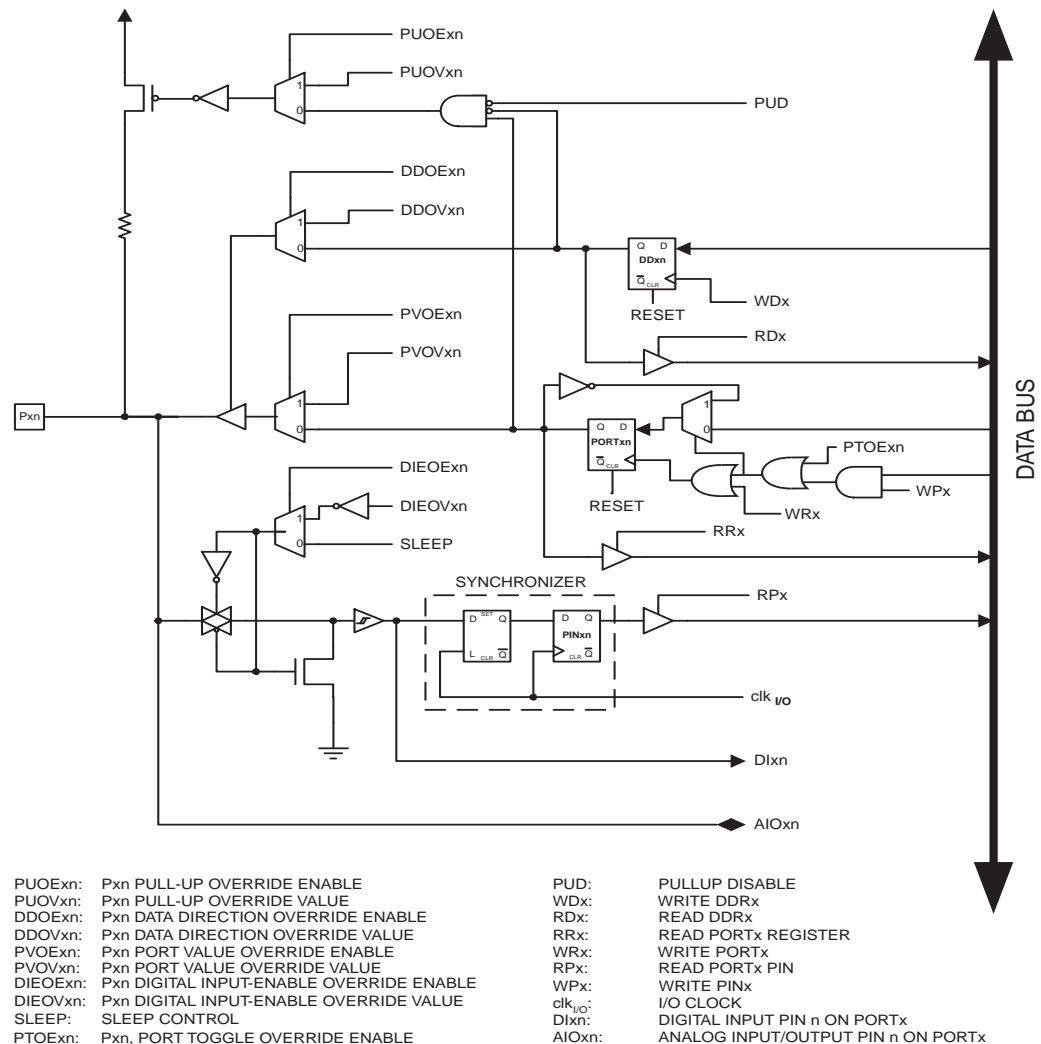 PUOExn
PUOVxn
1
0
PUD
DDOExn
DDOVxn
1
0
Q D
DDxn
Q CLR
WDx
RESET
RDx
PVOExn
PVOVxn
1
0
Pxn
1
0
Q D
PORTxn
Q CLR
PTOExn
WPx
RESET
WRx
RRx
DATA BUS
DIEOExn
DIEOVxn
1
0
SLEEP
SYNCHRONIZER
RPx
D SET Q
L CLR Q
D Q
PINxn
CLR Q
clk I/O
DIxn
AIOxn
PUOExn: Pxn PULL-UP OVERRIDE ENABLE
PUOVxn: Pxn PULL-UP OVERRIDE VALUE
DDOExn: Pxn DATA DIRECTION OVERRIDE ENABLE
DDOVxn: Pxn DATA DIRECTION OVERRIDE VALUE
PVOExn: Pxn PORT VALUE OVERRIDE ENABLE
PVOVxn: Pxn PORT VALUE OVERRIDE VALUE
DIEOExn: Pxn DIGITAL INPUT-ENABLE OVERRIDE ENABLE
DIEOVxn: Pxn DIGITAL INPUT-ENABLE OVERRIDE VALUE
SLEEP: SLEEP CONTROL
PTOExn: Pxn, PORT TOGGLE OVERRIDE ENABLE
PUD: PULLUP DISABLE
WDx: WRITE DDRx
RDx: READ DDRx
RRx: READ PORTx REGISTER
WRx: WRITE PORTx
RPx: READ PORTx PIN
WPx: WRITE PINx
clkI/O: I/O CLOCK
DIxn: DIGITAL INPUT PIN n ON PORTx
AIOxn: ANALOG INPUT/OUTPUT PIN n ON PORTx